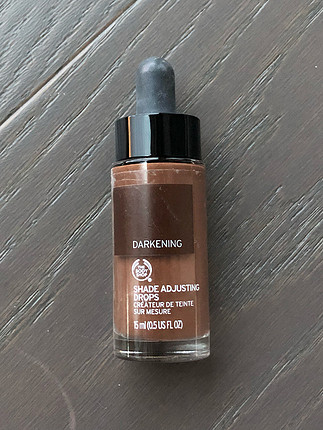 DARKENING
THE
BODY
SHOP
SHADE ADJUSTING
DROPS
CRÉATEUR DE TEINTE
SUR MESURE
15 ml (0.5 US FL OZ)